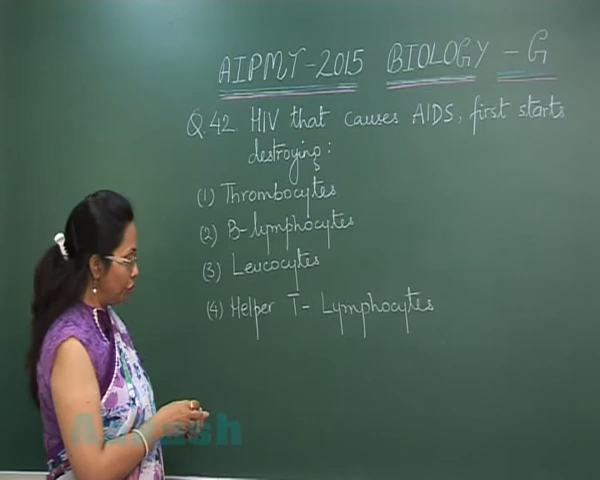 AIPMT-2015 BIOLOGY - G
Q.42. HIV that causes AIDS, first starts
destroying :
(1) Thrombocytes
(2) B-lymphocytes
(3) Leucocytes
(4) Helper T- Lymphocytes
Aakash